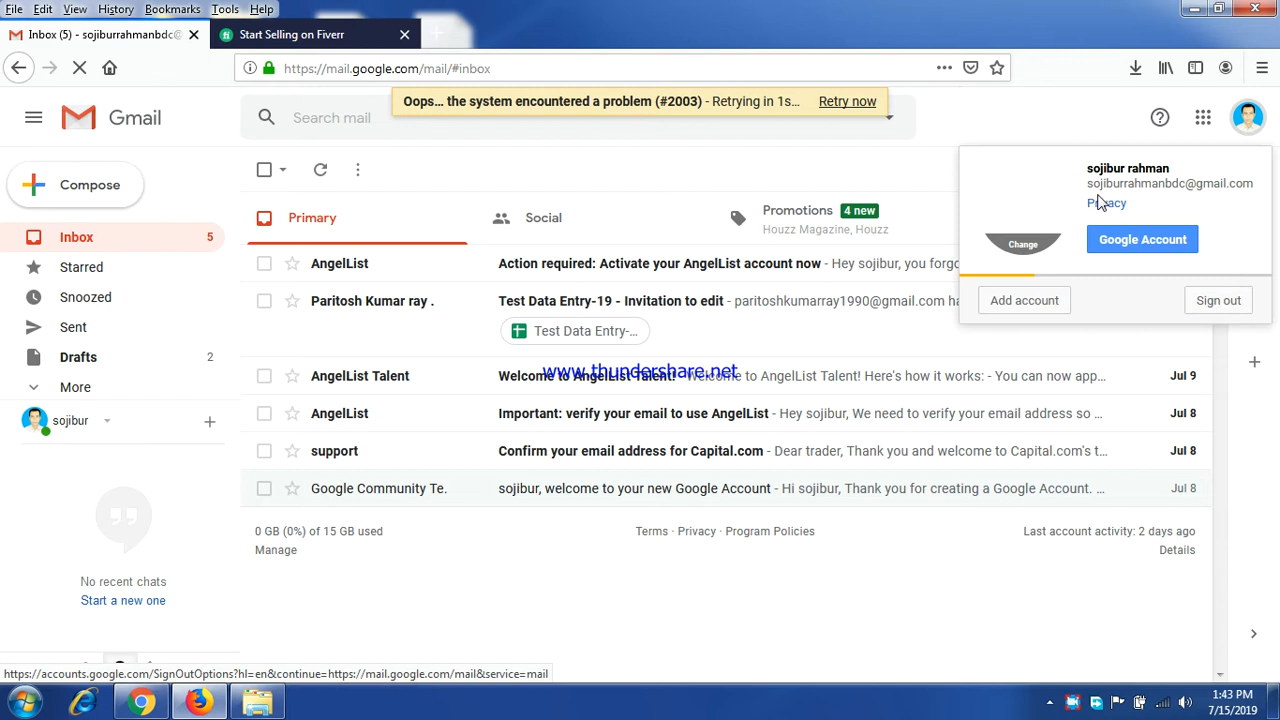 File Edit View History Bookmarks Tools Help
Inbox (5) - sojiburrahmanbdc@
Start Selling on Fiverr
https://mail.google.com/mail/#inbox
Oops... the system encountered a problem (#2003) - Retrying in 1s... Retry now
Gmail
Search mail
Compose
Inbox 5
Starred
Snoozed
Sent
Drafts 2
More
sojibur
No recent chats
Start a new one
Primary
Social
Promotions 4 new
Houzz Magazine, Houzz
sojibur rahman
sojiburrahmanbdc@gmail.com
Privacy
Change
Google Account
Add account
Sign out
AngelList Action required: Activate your AngelList account now - Hey sojibur, you forgo
Paritosh Kumar ray . Test Data Entry-19 - Invitation to edit - paritoshkumarray1990@gmail.com ha
Test Data Entry-...
www.thundershare.net
AngelList Talent Welcome to AngelList Talent! - Welcome to AngelList Talent! Here's how it works: - You can now app... Jul 9
AngelList Important: verify your email to use AngelList - Hey sojibur, We need to verify your email address so ... Jul 8
support Confirm your email address for Capital.com - Dear trader, Thank you and welcome to Capital.com's t... Jul 8
Google Community Te. sojibur, welcome to your new Google Account - Hi sojibur, Thank you for creating a Google Account. ... Jul 8
0 GB (0%) of 15 GB used
Manage
Terms · Privacy · Program Policies
Last account activity: 2 days ago
Details
https://accounts.google.com/SignOutOptions?hl=en&continue=https://mail.google.com/mail&service=mail
1:43 PM
7/15/2019